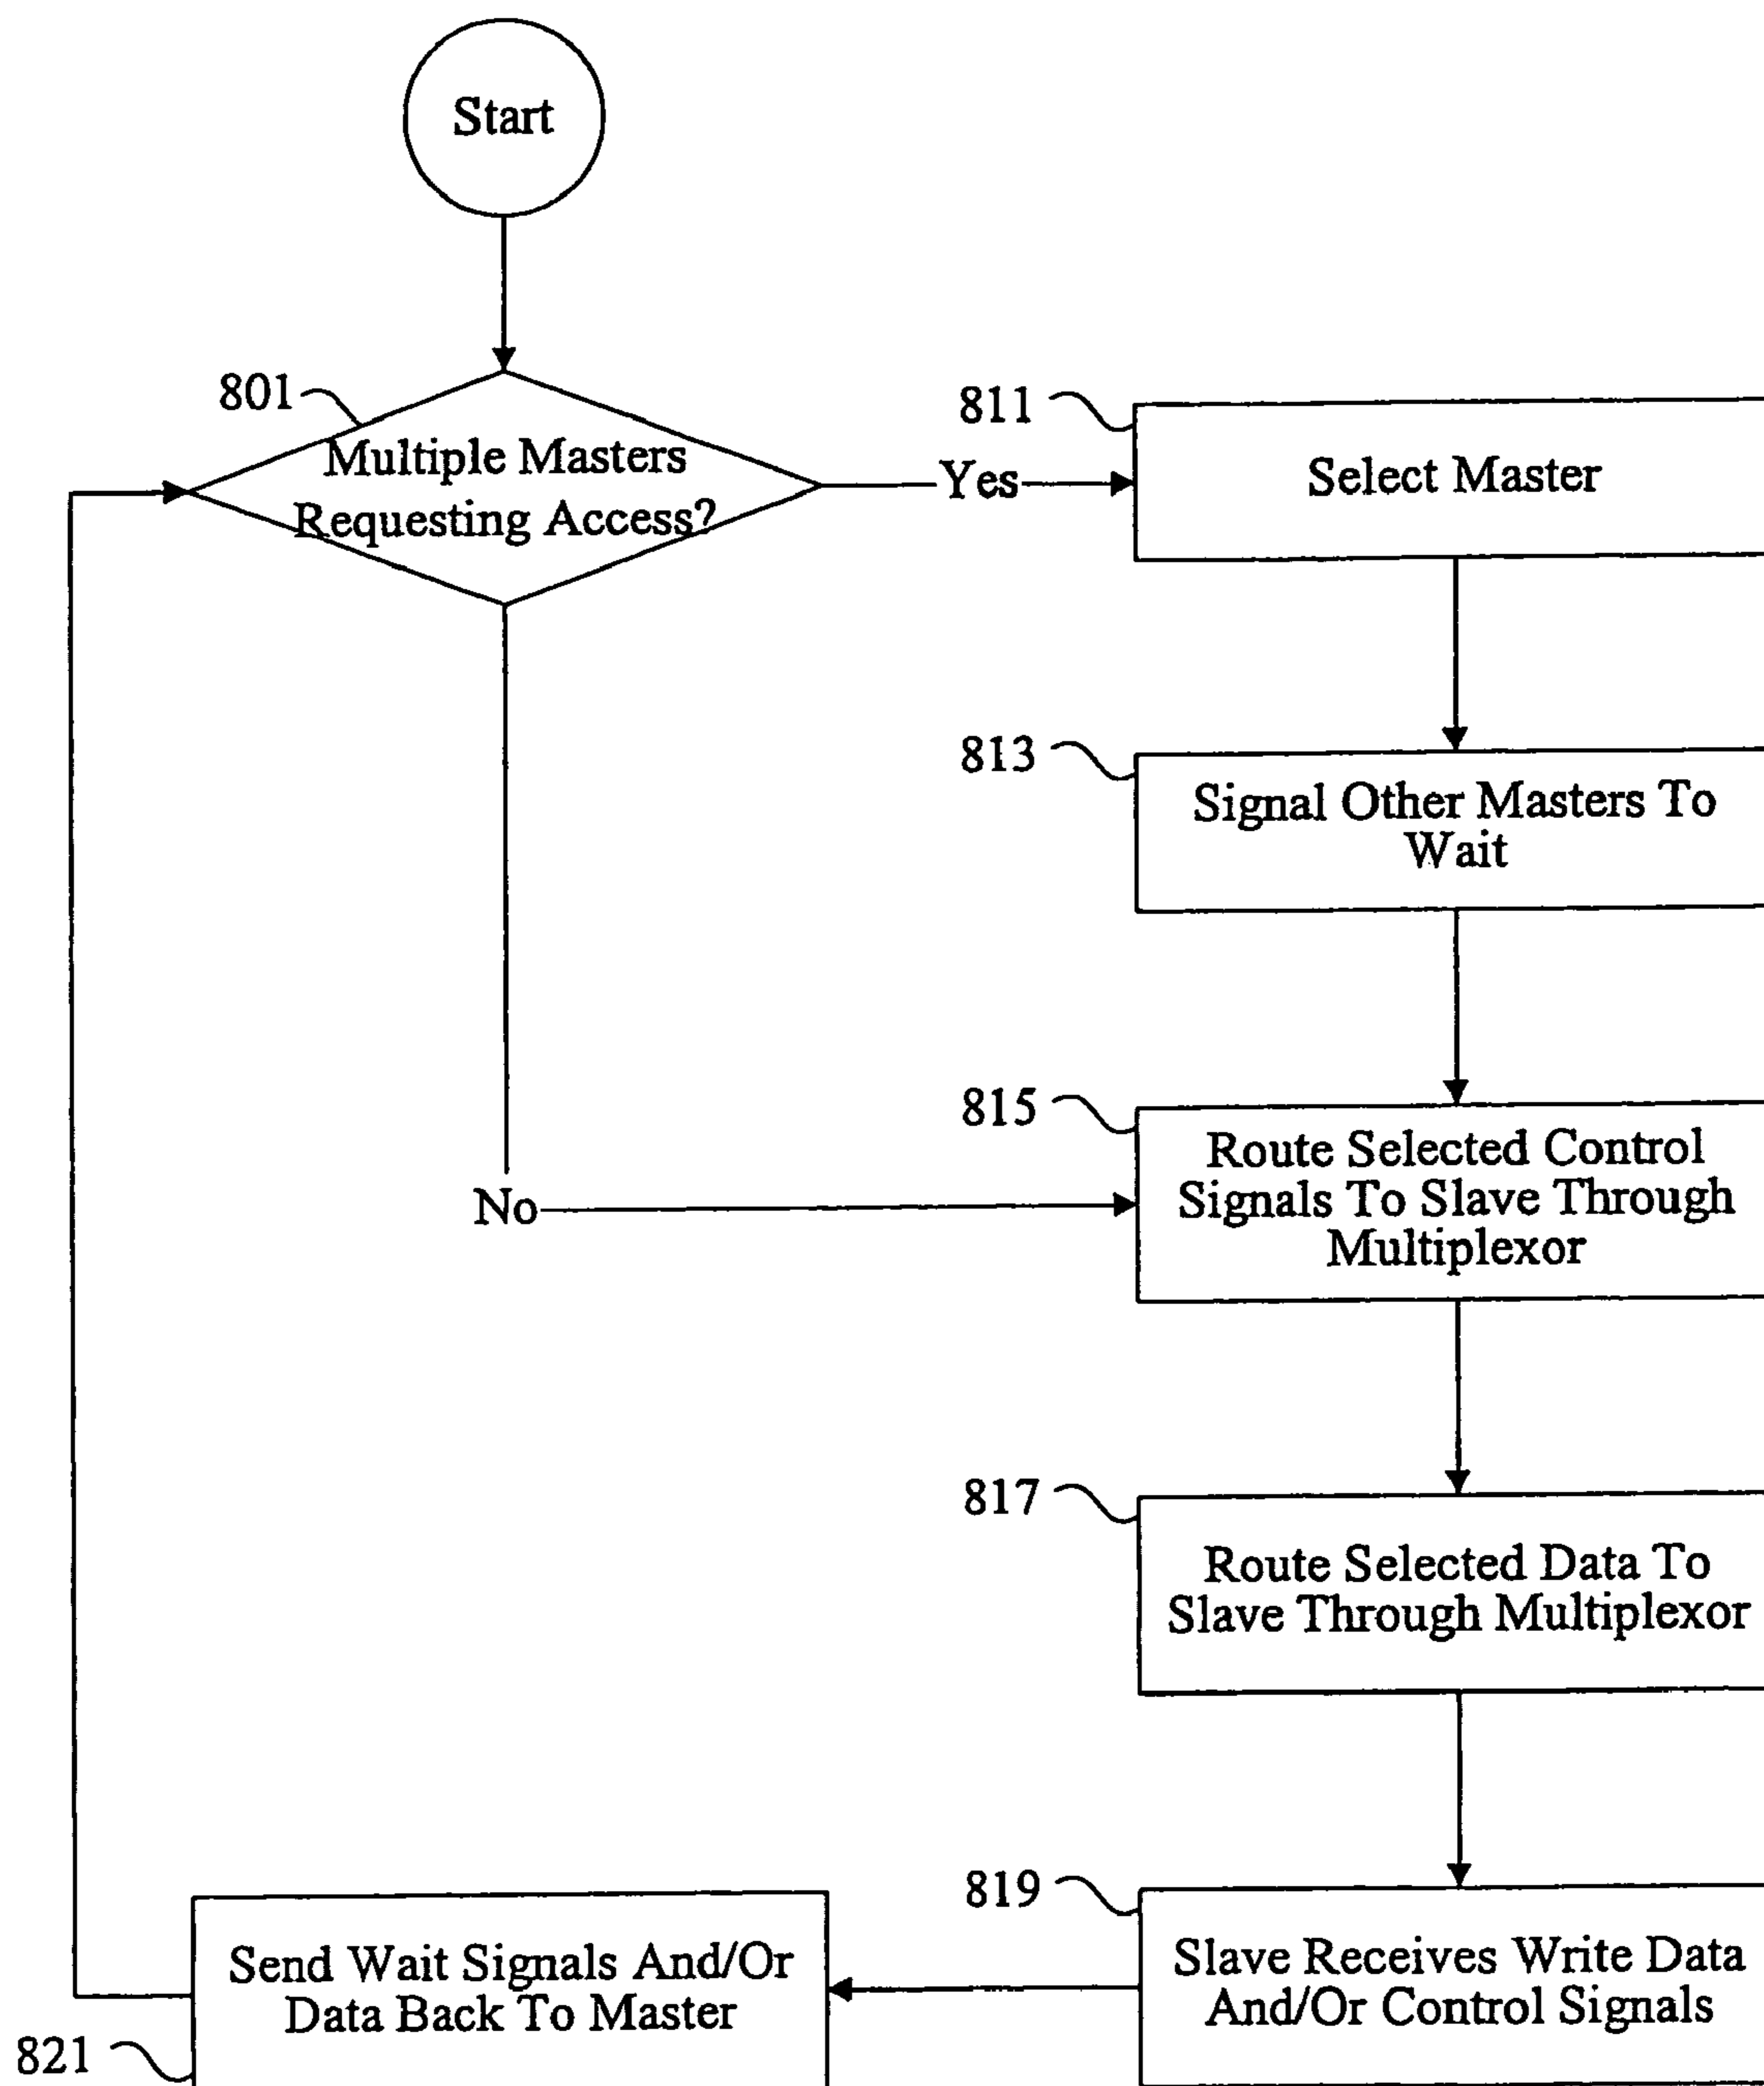 Start
801
Multiple Masters
Requesting Access?
Yes
811
Select Master
813
Signal Other Masters To
Wait
815
Route Selected Control
Signals To Slave Through
Multiplexor
No
817
Route Selected Data To
Slave Through Multiplexor
819
Slave Receives Write Data
And/Or Control Signals
Send Wait Signals And/Or
Data Back To Master
821